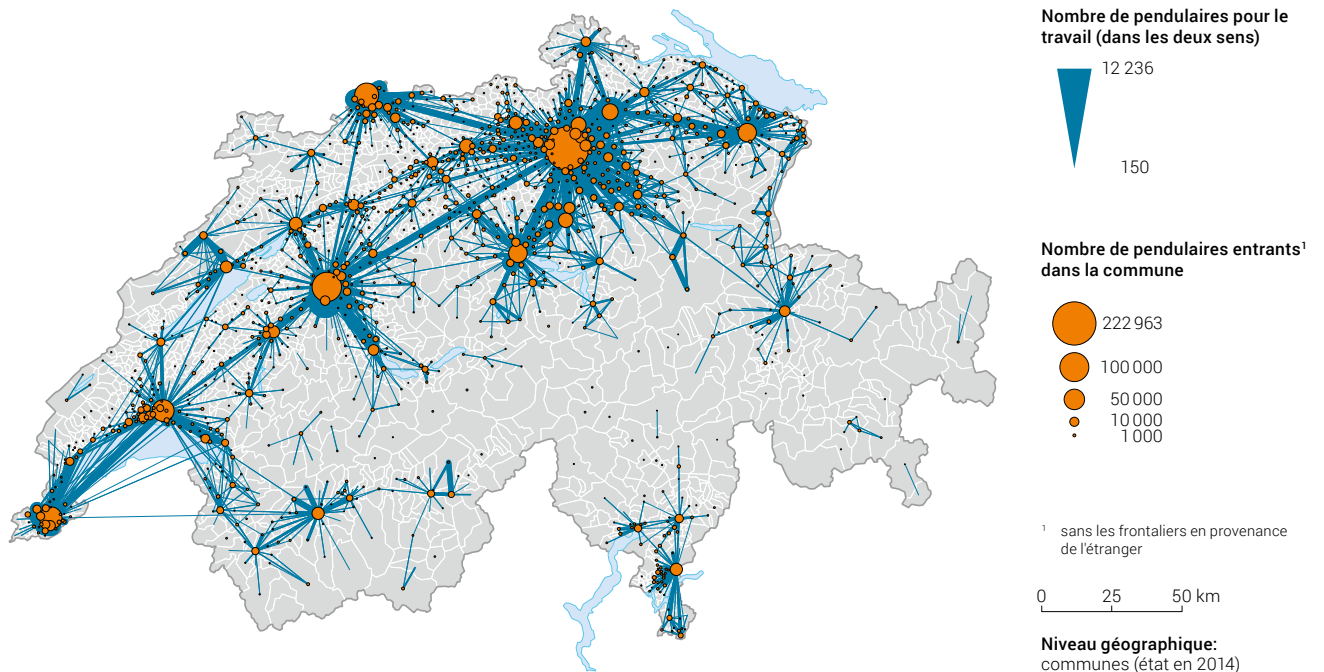 Nombre de pendulaires pour le
travail (dans les deux sens)
12 236
150
Nombre de pendulaires entrants¹
dans la commune
222 963
100 000
50 000
10 000
1 000
¹ sans les frontaliers en provenance
de l'étranger
0 25 50 km
Niveau géographique:
communes (état en 2014)